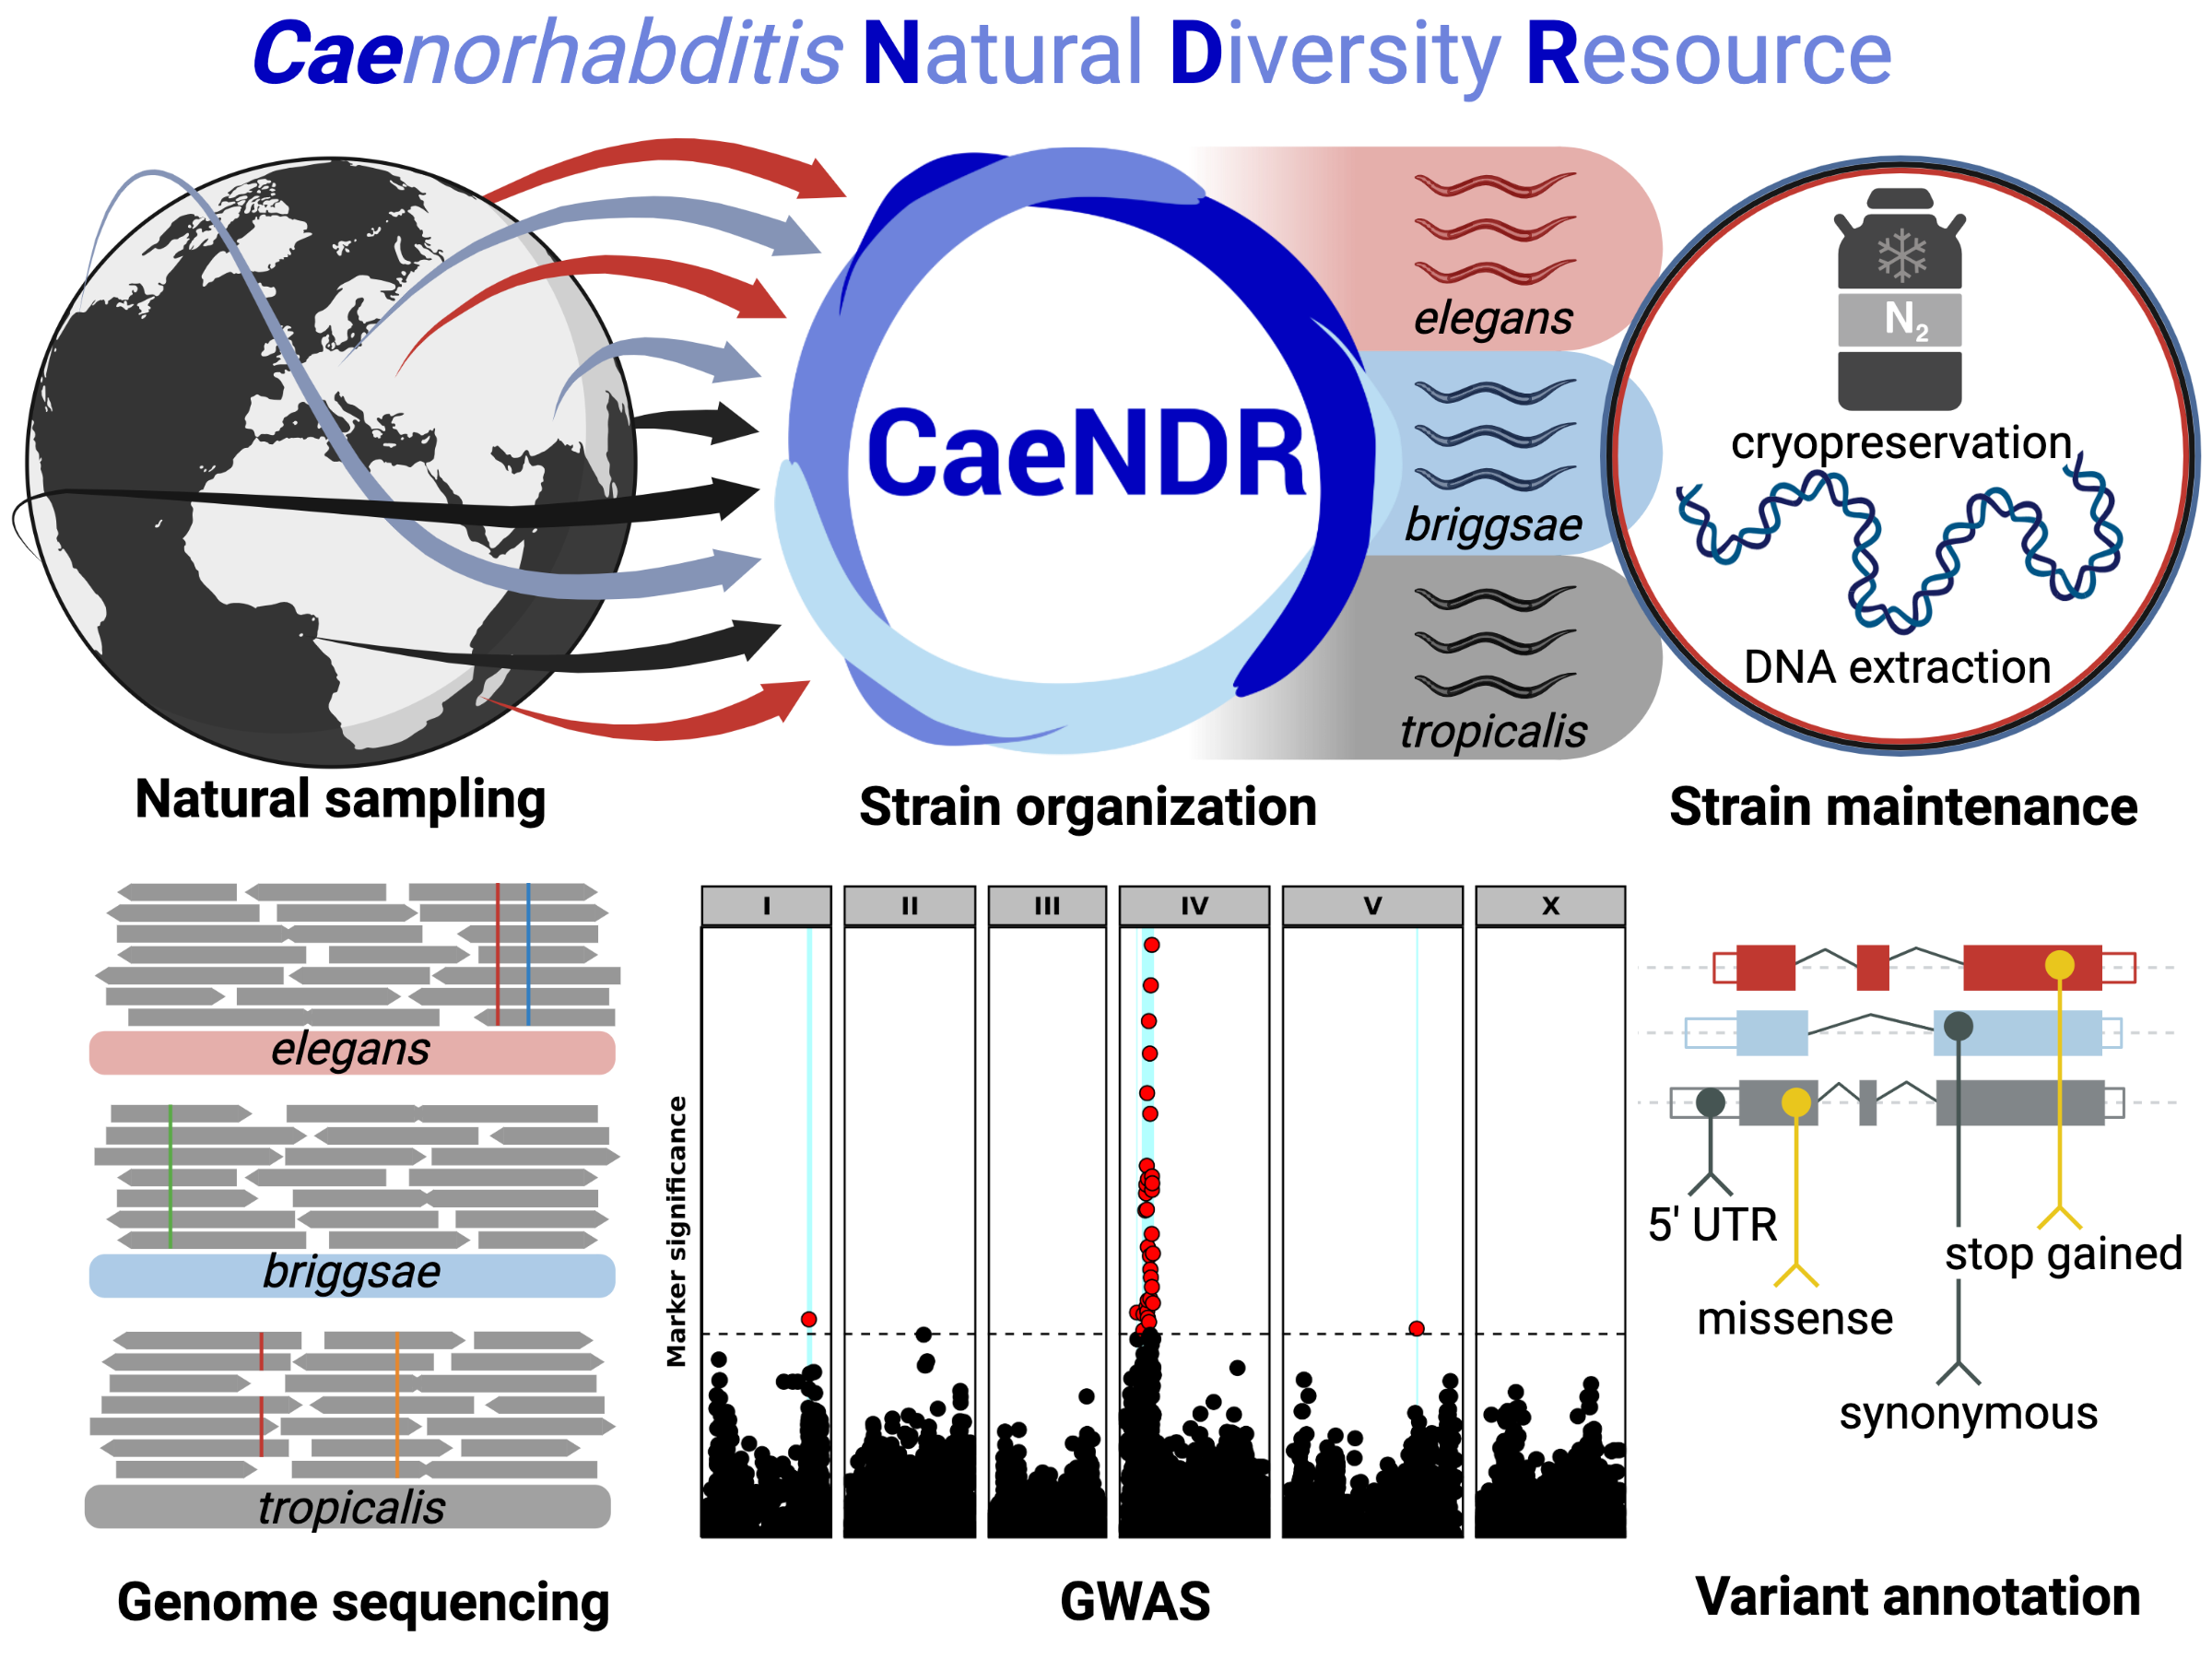 Caenorhabditis Natural Diversity Resource
CaeNDR
elegans
briggsae
tropicalis
N2
cryopreservation
DNA extraction
Natural sampling
Strain organization
Strain maintenance
elegans
briggsae
tropicalis
Genome sequencing
I II III IV V X
Marker significance
GWAS
5' UTR
stop gained
missense
synonymous
Variant annotation